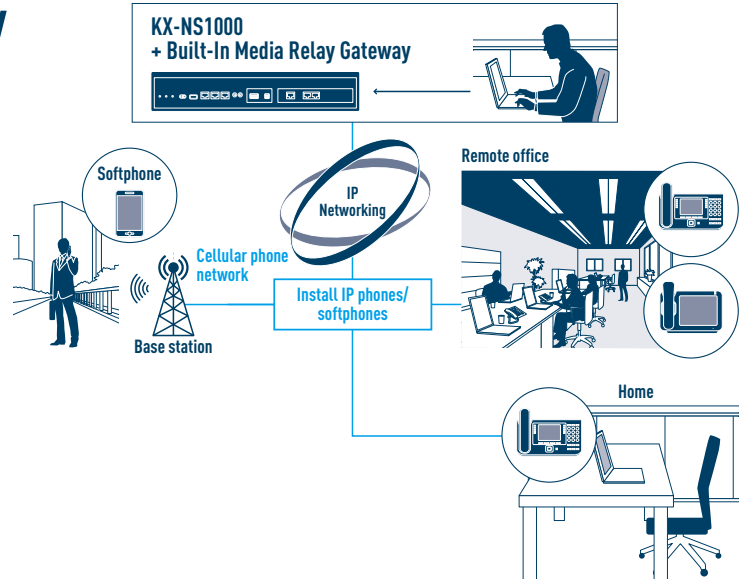 KX-NS1000
+ Built-In Media Relay Gateway
Softphone
IP
Networking
Remote office
Cellular phone
network
Install IP phones/
softphones
Base station
Home